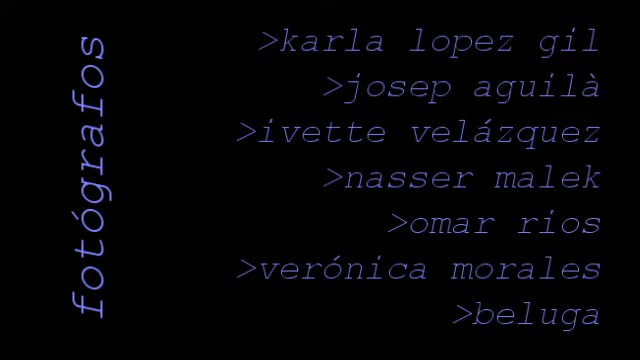 fotógrafos
>karla lopez gil
>josep aguilà
>ivette velázquez
>nasser malek
>omar rios
>verónica morales
>beluga